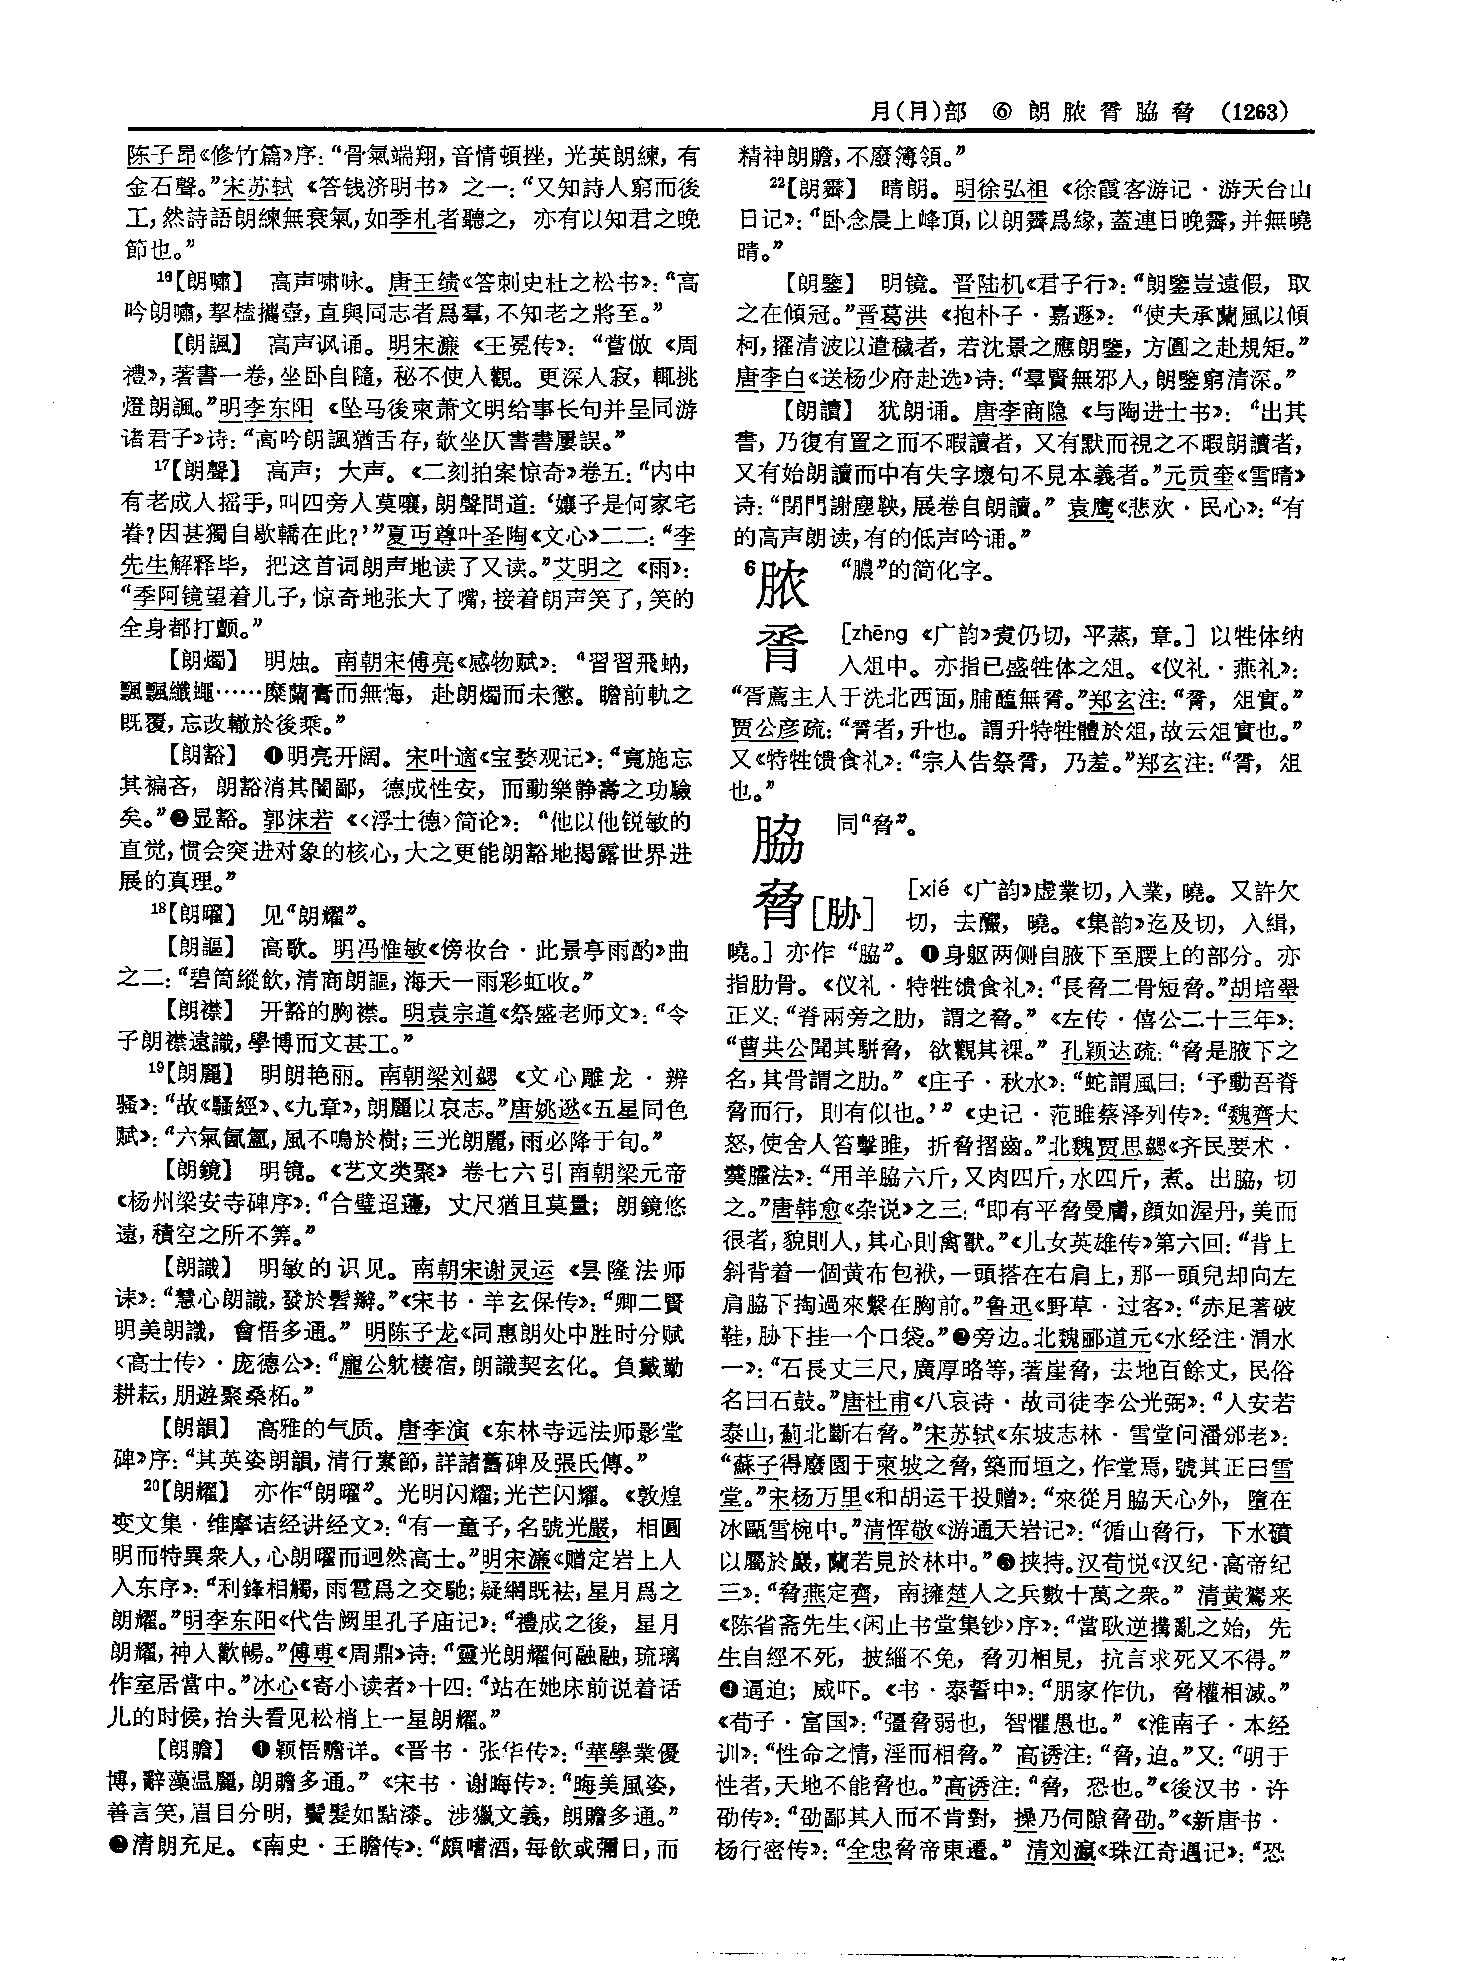 月(月)部 ⑥ 朗脓脀脇脅 (1263)
陈子昂《修竹篇》序：“骨氣端翔，音情頓挫，光英朗練，有
金石聲。”宋苏轼《答钱济明书》之一：“又知詩人窮而後
工，然詩語朗練無衰氣，如季札者聽之，亦有以知君之晚
節也。”
16【朗嘯】 高声啸咏。唐王绩《答刺史杜之松书》：“高
吟朗嘯，挈榼攜壺，直與同志者爲羣，不知老之將至。”
【朗諷】 高声讽诵。明宋濂《王冕传》：“嘗倣《周
禮》，著書一卷，坐卧自隨，秘不使人觀。更深人寂，輒挑
燈朗諷。”明李东阳《坠马後柬萧文明给事长句并呈同游
诸君子》诗：“高吟朗諷猶舌存，欹坐仄書書屢誤。”
17【朗聲】 高声；大声。《二刻拍案惊奇》卷五：“内中
有老成人摇手，叫四旁人莫嚷，朗聲問道：‘孃子是何家宅
眷？因甚獨自歇轎在此？’”夏丏尊叶圣陶《文心》二二：“李
先生解释毕，把这首词朗声地读了又读。”艾明之《雨》：
“季阿镜望着儿子，惊奇地张大了嘴，接着朗声笑了，笑的
全身都打颤。”
【朗燭】 明烛。南朝宋傅亮《感物赋》：“習習飛蚋，
飄飄纖蠅……糜蘭膏而無悔，赴朗燭而未懲。瞻前軌之
既覆，忘改轍於後乘。”
【朗豁】 ❶明亮开阔。宋叶適《宝婺观记》：“寬施忘
其褊吝，朗豁消其闇鄙，德成性安，而動樂静壽之功驗
矣。”❷显豁。郭沫若《〈浮士德〉简论》：“他以他锐敏的
直觉，惯会突进对象的核心，大之更能朗豁地揭露世界进
展的真理。”
18【朗曜】 见“朗耀”。
【朗謳】 高歌。明冯惟敏《傍妆台·此景亭雨酌》曲
之二：“碧筒縱飲，清商朗謳，海天一雨彩虹收。”
【朗襟】 开豁的胸襟。明袁宗道《祭盛老师文》：“令
子朗襟遠識，學博而文甚工。”
19【朗麗】 明朗艳丽。南朝梁刘勰《文心雕龙·辨
骚》：“故《騷經》、《九章》，朗麗以哀志。”唐姚逖《五星同色
赋》：“六氣氤氲，風不鳴於樹；三光朗麗，雨必降于旬。”
【朗鏡】 明镜。《艺文类聚》卷七六引南朝梁元帝
《杨州梁安寺碑序》：“合璧迢遰，丈尺猶且莫量；朗鏡悠
遠，積空之所不筭。”
【朗識】 明敏的识见。南朝宋谢灵运《昙隆法师
诔》：“慧心朗識，發於髫辮。”《宋书·羊玄保传》：“卿二賢
明美朗識，會悟多通。”明陈子龙《同惠朗处中胜时分赋
〈高士传〉·庞德公》：“龐公躭棲宿，朗識契玄化。負戴勤
耕耘，朋遊聚桑柘。”
【朗韻】 高雅的气质。唐李演《东林寺远法师影堂
碑》序：“其英姿朗韻，清行素節，詳諸舊碑及張氏傳。”
20【朗耀】 亦作“朗曜”。光明闪耀；光芒闪耀。《敦煌
变文集·维摩诘经讲经文》：“有一童子，名號光嚴，相圓
明而特異衆人，心朗曜而迥然高士。”明宋濂《赠定岩上人
入东序》：“利鋒相觸，雨雹爲之交馳；疑網既袪，星月爲之
朗耀。”明李东阳《代告阙里孔子庙记》：“禮成之後，星月
朗耀，神人歡暢。”傅尃《周鼎》诗：“靈光朗耀何融融，琉璃
作室居當中。”冰心《寄小读者》十四：“站在她床前说着话
儿的时侯，抬头看见松梢上一星朗耀。”
【朗贍】 ❶颖悟赡详。《晋书·张华传》：“華學業優
博，辭藻温麗，朗贍多通。”《宋书·谢晦传》：“晦美風姿，
善言笑，眉目分明，鬢髮如點漆。涉獵文義，朗贍多通。”
❷清朗充足。《南史·王瞻传》：“頗嗜酒，每飲或彌日，而
精神朗贍，不廢簿領。”
22【朗霽】 晴朗。明徐弘祖《徐霞客游记·游天台山
日记》：“卧念晨上峰頂，以朗霽爲緣，蓋連日晚霽，并無曉
晴。”
【朗鑒】 明镜。晋陆机《君子行》：“朗鑒豈遠假，取
之在傾冠。”晋葛洪《抱朴子·嘉遯》：“使夫承蘭風以傾
柯，擢清波以遣穢者，若沈景之應朗鑒，方圓之赴規矩。”
唐李白《送杨少府赴选》诗：“羣賢無邪人，朗鑒窮清深。”
【朗讀】 犹朗诵。唐李商隐《与陶进士书》：“出其
書，乃復有置之而不暇讀者，又有默而視之不暇朗讀者，
又有始朗讀而中有失字壞句不見本義者。”元贡奎《雪晴》
诗：“閉門謝塵鞅，展卷自朗讀。”袁鹰《悲欢·民心》：“有
的高声朗读，有的低声吟诵。”
6脓 “膿”的简化字。
脀 ［zhēng《广韵》煑仍切，平蒸，章。］以牲体纳
入俎中。亦指已盛牲体之俎。《仪礼·燕礼》：
“脀薦主人于洗北西面，脯醢無脀。”郑玄注：“脀，俎實。”
贾公彦疏：“脀者，升也。謂升特牲體於俎，故云俎實也。”
又《特牲馈食礼》：“宗人告祭脀，乃羞。”郑玄注：“脀，俎
也。”
脇 同“脅”。
脅［胁］ ［xié《广韵》虚業切，入業，曉。又許欠
切，去釅，曉。《集韵》迄及切，入緝，
曉。］亦作“脇”。❶身躯两侧自腋下至腰上的部分。亦
指肋骨。《仪礼·特牲馈食礼》：“長脅二骨短脅。”胡培翬
正义：“脊兩旁之肋，謂之脅。”《左传·僖公二十三年》：
“曹共公聞其駢脅，欲觀其裸。”孔颖达疏：“脅是腋下之
名，其骨謂之肋。”《庄子·秋水》：“蛇謂風曰：‘予動吾脊
脅而行，則有似也。’”《史记·范雎蔡泽列传》：“魏齊大
怒，使舍人笞擊雎，折脅摺齒。”北魏贾思勰《齐民要术·
羹臛法》：“用羊脇六斤，又肉四斤，水四斤，煮。出脇，切
之。”唐韩愈《杂说》之三：“即有平脅曼膚，顔如渥丹，美而
很者，貌則人，其心則禽獸。”《儿女英雄传》第六回：“背上
斜背着一個黄布包袱，一頭搭在右肩上，那一頭兒却向左
肩脇下掏過來繫在胸前。”鲁迅《野草·过客》：“赤足著破
鞋，胁下挂一个口袋。”❷旁边。北魏郦道元《水经注·渭水
一》：“石長丈三尺，廣厚略等，著崖脅，去地百餘丈，民俗
名曰石鼓。”唐杜甫《八哀诗·故司徒李公光弼》：“人安若
泰山，薊北斷右脅。”宋苏轼《东坡志林·雪堂问潘邠老》：
“蘇子得廢園于東坡之脅，築而垣之，作堂焉，號其正曰雪
堂。”宋杨万里《和胡运干投赠》：“來從月脇天心外，墮在
冰甌雪椀中。”清恽敬《游通天岩记》：“循山脅行，下水磧
以屬於巖，蘭若見於林中。”❸挟持。汉荀悦《汉纪·高帝纪
三》：“脅燕定齊，南擁楚人之兵數十萬之衆。”清黄鷟来
《陈省斋先生〈闲止书堂集钞〉序》：“當耿逆搆亂之始，先
生自經不死，披緇不免，脅刃相見，抗言求死又不得。”
❹逼迫；威吓。《书·泰誓中》：“朋家作仇，脅權相滅。”
《荀子·富国》：“彊脅弱也，智懼愚也。”《淮南子·本经
训》：“性命之情，淫而相脅。”高诱注：“脅，迫。”又：“明于
性者，天地不能脅也。”高诱注：“脅，恐也。”《後汉书·许
劭传》：“劭鄙其人而不肯對，操乃伺隙脅劭。”《新唐书·
杨行密传》：“全忠脅帝東遷。”清刘瀛《珠江奇遇记》：“恐